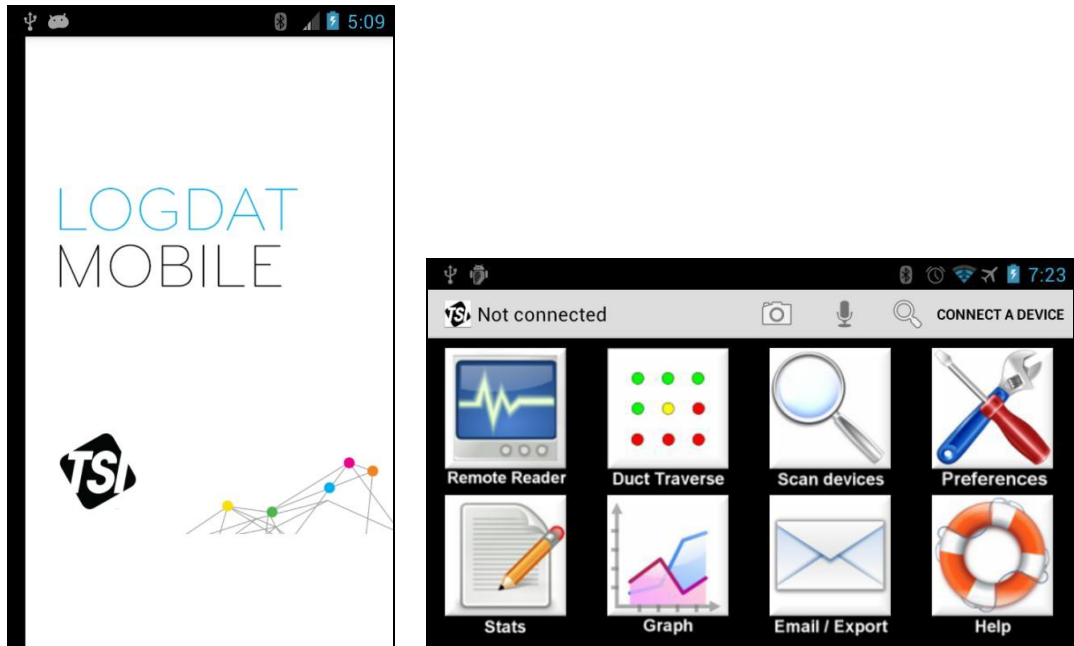 5:09
LOGDAT
MOBILE
TSI
7:23
TSI Not connected CONNECT A DEVICE
Remote Reader Duct Traverse Scan devices Preferences
Stats Graph Email / Export Help